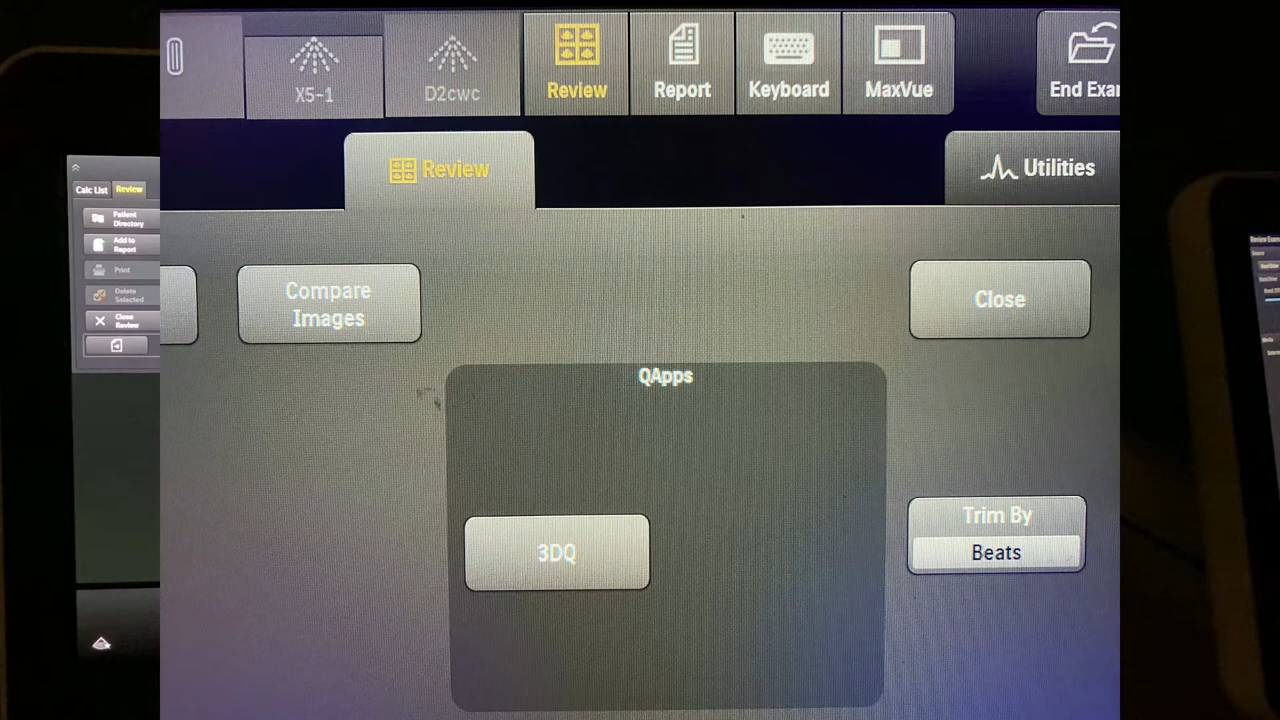 X5-1
D2cwc
Review
Report
Keyboard
MaxVue
End Exa
Review
Utilities
Calc List
Review
Patient
Directory
Add to
Report
Print
Delete
Selected
Close
Review
Compare
Images
Close
QApps
3DQ
Trim By
Beats